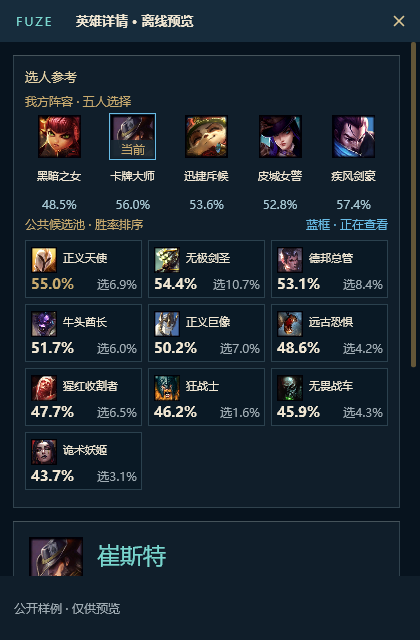 FUZE 英雄详情 • 离线预览 ×
选人参考
我方阵容 · 五人选择
当前
黑暗之女 卡牌大师 迅捷斥候 皮城女警 疾风剑豪
48.5% 56.0% 53.6% 52.8% 57.4%
公共候选池 · 胜率排序 蓝框 · 正在查看
正义天使 无极剑圣 德邦总管
55.0% 选6.9% 54.4% 选10.7% 53.1% 选8.4%
牛头酋长 正义巨像 远古恐惧
51.7% 选6.0% 50.2% 选7.0% 48.6% 选4.2%
猩红收割者 狂战士 无畏战车
47.7% 选6.5% 46.2% 选1.6% 45.9% 选4.3%
诡术妖姬
43.7% 选3.1%
崔斯特
公开样例 · 仅供预览